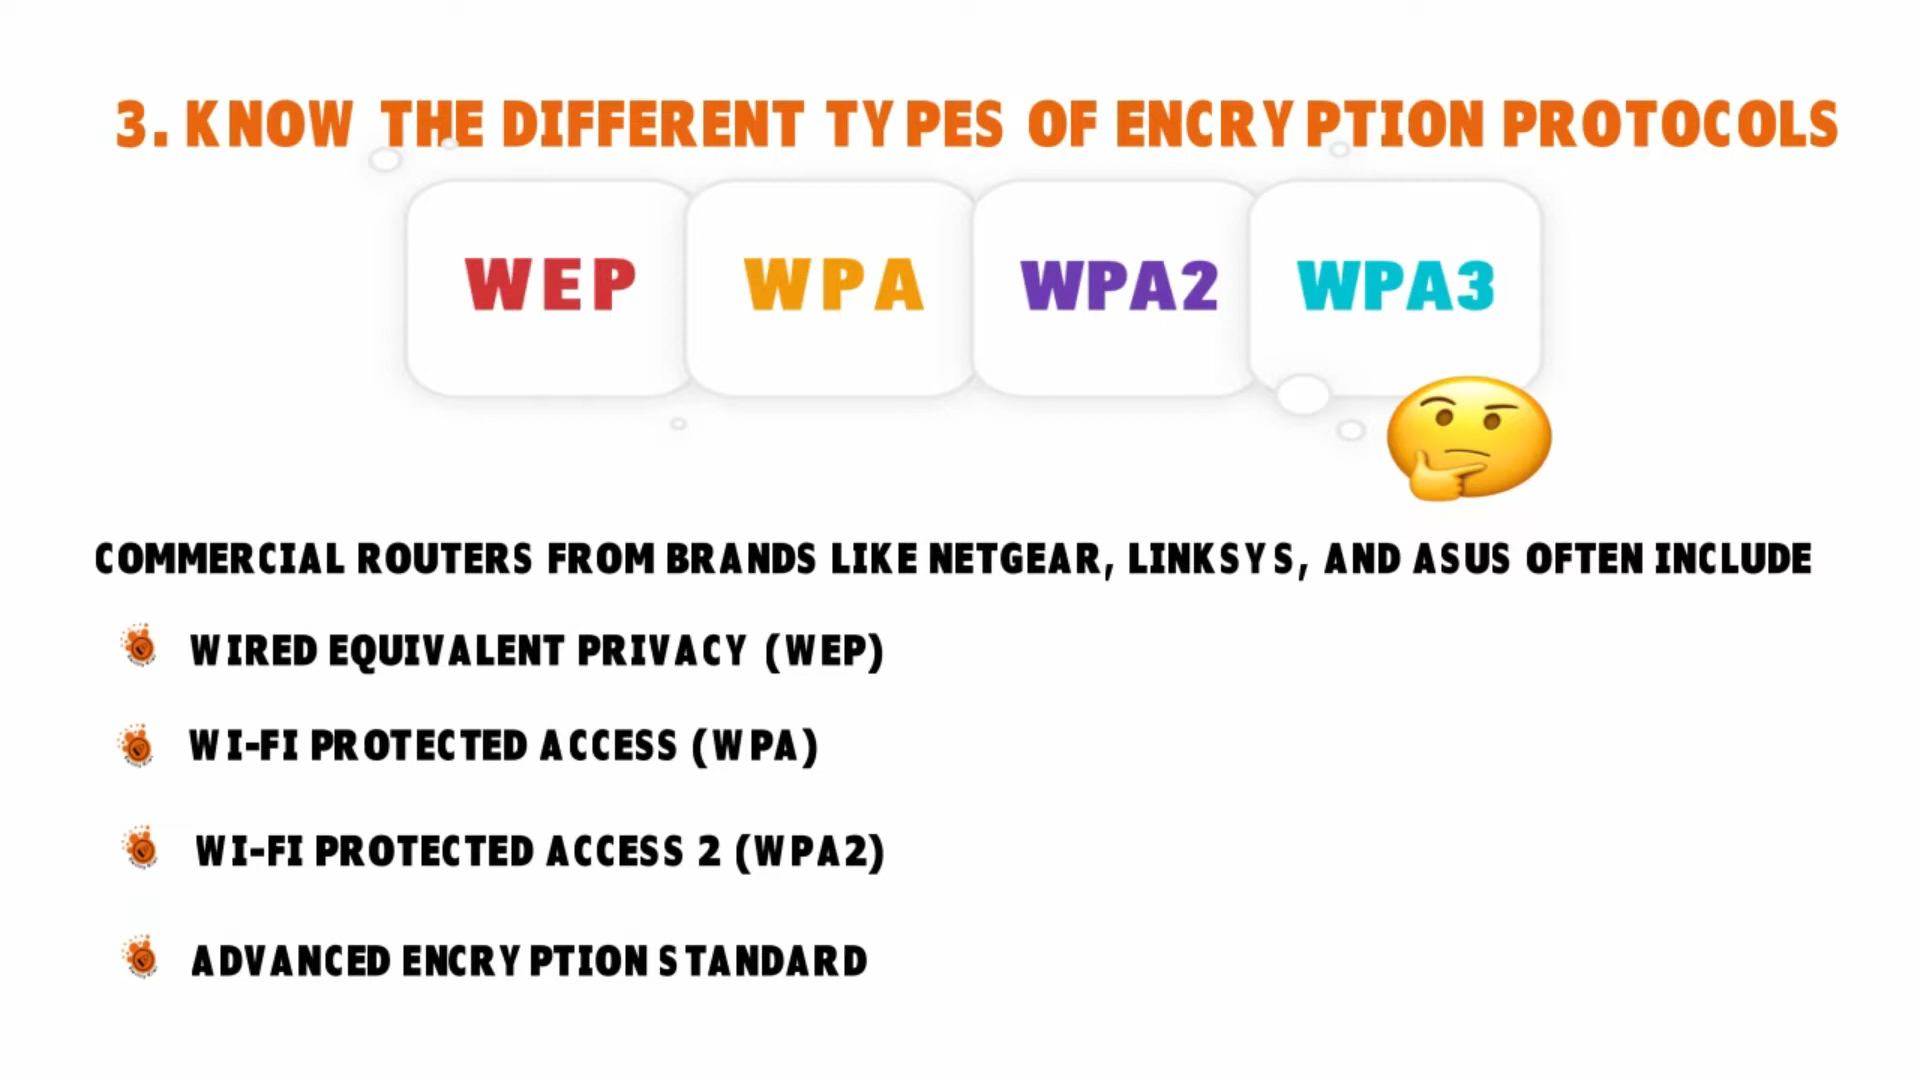 3. KNOW THE DIFFERENT TYPES OF ENCRYPTION PROTOCOLS
WEP WPA WPA2 WPA3
COMMERCIAL ROUTERS FROM BRANDS LIKE NETGEAR, LINKSYS, AND ASUS OFTEN INCLUDE
WIRED EQUIVALENT PRIVACY (WEP)
WI-FI PROTECTED ACCESS (WPA)
WI-FI PROTECTED ACCESS 2 (WPA2)
ADVANCED ENCRYPTION STANDARD